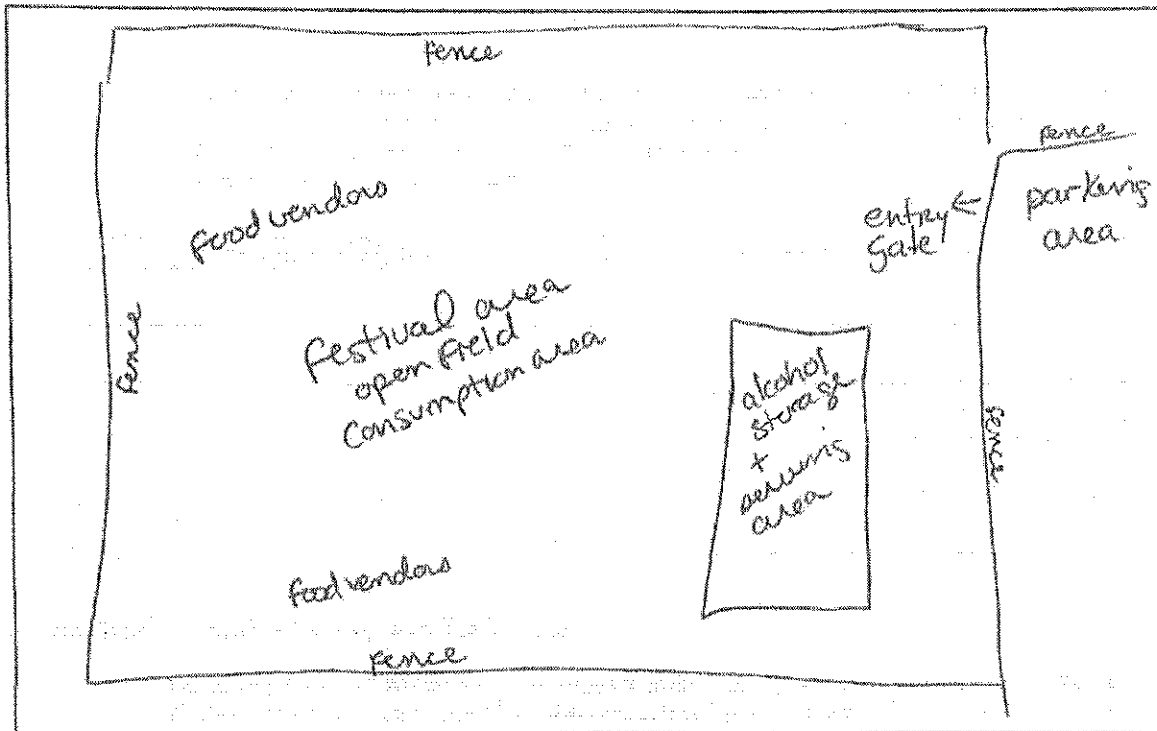 Fence
Fence
parking
area
entry ←
gate
food vendors
Festival area
open field
consumption area
Fence
alcohol
storage
+
serving
area
fence
food vendors
Fence